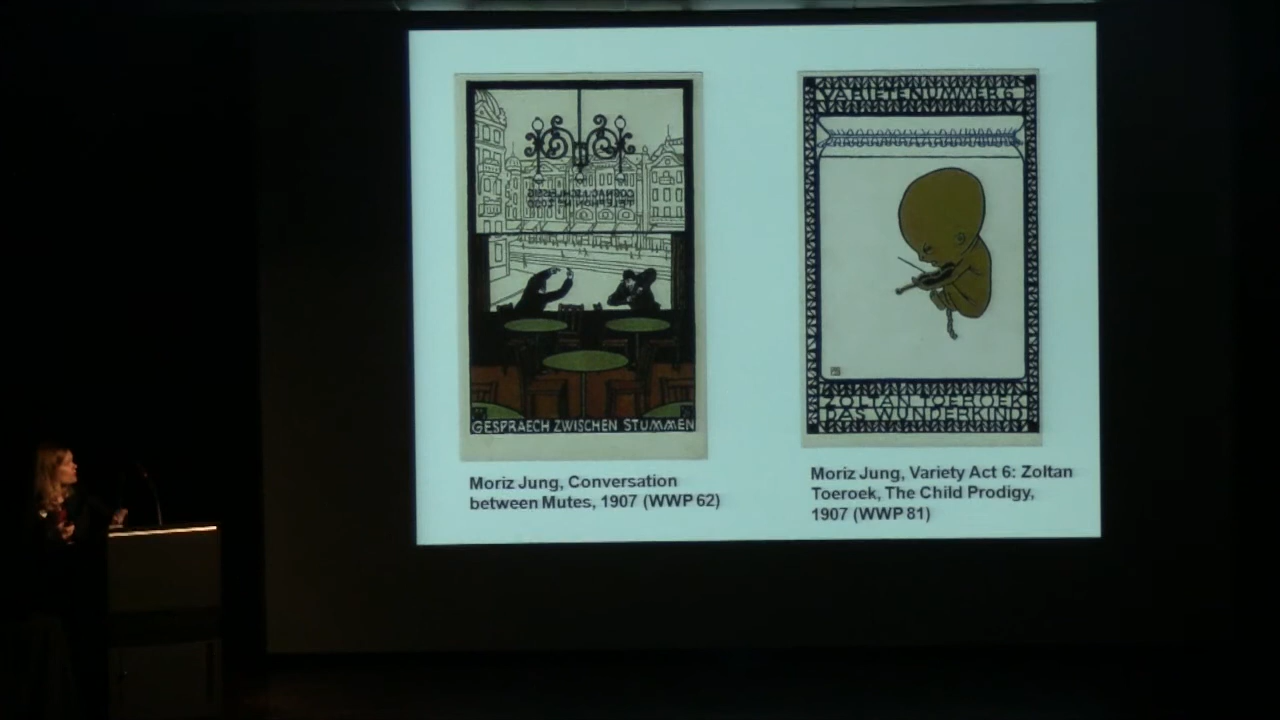 GESPRAECH ZWISCHEN STUMMEN
Moriz Jung, Conversation
between Mutes, 1907 (WWP 62)
VARIETENUMMER 6
ZOLTAN TOEROEK
DAS WUNDERKIND
Moriz Jung, Variety Act 6: Zoltan
Toeroek, The Child Prodigy,
1907 (WWP 81)